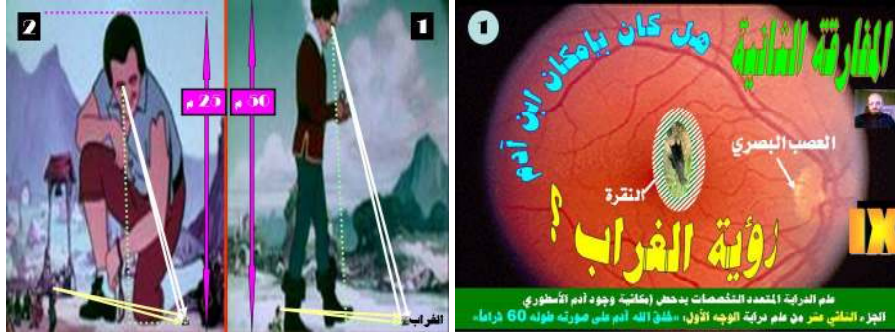 2
25 م
50 م
1
الغراب
1
المفارقة الثانية
هل كان بإمكان ابن آدم
العصب البصري
النقرة
IX
رؤية الغراب ؟
علم الدراية المتعدد التخصصات يدحض إمكانية وجود آدم الأسطوري
الجزء الثاني عشر من علم دراية الوجه الأول: «خلق الله آدم على صورته طوله 60 ذراعاً»